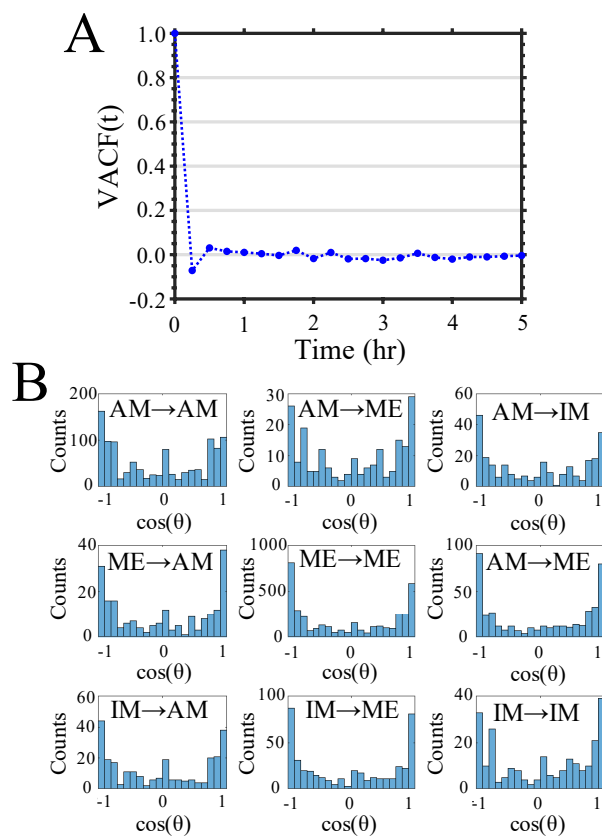 A
1.0
0.8
0.6
0.4
0.2
0.0
-0.2
VACF(t)
0 1 2 3 4 5
Time (hr)
B
200
100
0
Counts
AM→AM
-1 0 1
cos(θ)
30
20
10
0
Counts
AM→ME
-1 0 1
cos(θ)
60
40
20
0
Counts
AM→IM
-1 0 1
cos(θ)
40
20
0
Counts
ME→AM
-1 0 1
cos(θ)
1000
500
0
Counts
ME→ME
-1 0 1
cos(θ)
100
50
0
Counts
AM→ME
-1 0 1
cos(θ)
60
40
20
0
Counts
IM→AM
-1 0 1
cos(θ)
100
50
0
Counts
IM→ME
-1 0 1
cos(θ)
40
20
0
Counts
IM→IM
-1 0 1
cos(θ)